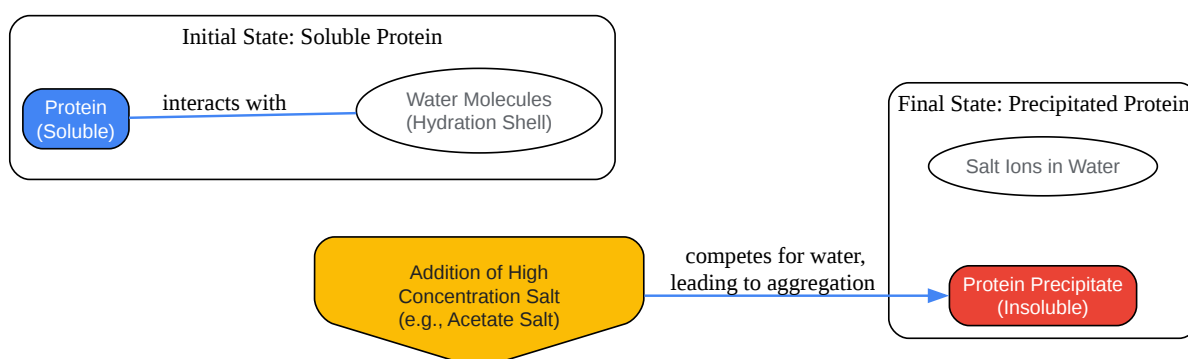 Initial State: Soluble Protein
Protein
(Soluble)
interacts with
Water Molecules
(Hydration Shell)
Final State: Precipitated Protein
Salt Ions in Water
Addition of High
Concentration Salt
(e.g., Acetate Salt)
competes for water,
leading to aggregation
Protein Precipitate
(Insoluble)